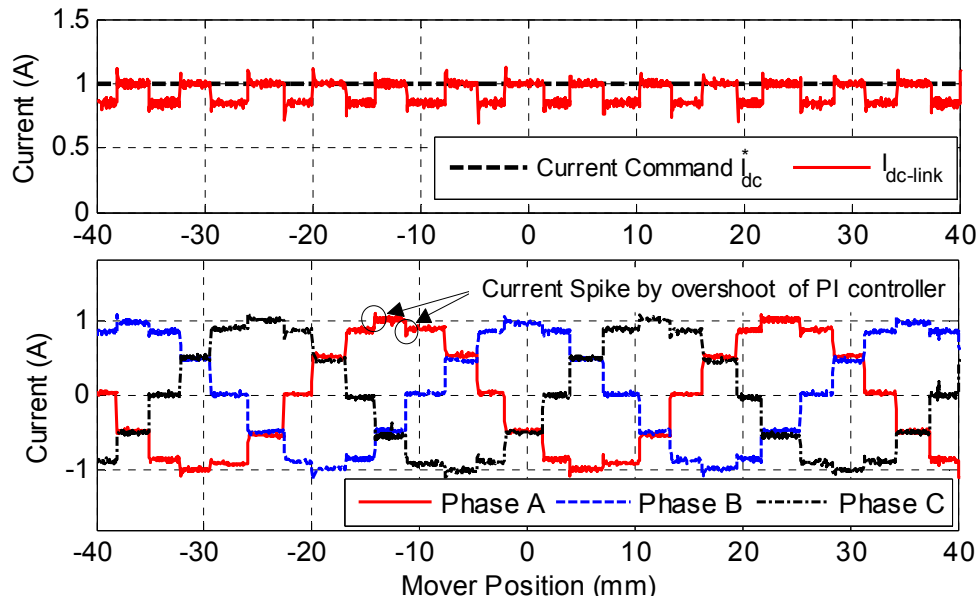 1.5
1
0.5
0
Current (A)
Current Command I*dc
Idc-link
-40 -30 -20 -10 0 10 20 30 40
Current Spike by overshoot of PI controller
1
0
-1
Current (A)
Phase A Phase B Phase C
-40 -30 -20 -10 0 10 20 30 40
Mover Position (mm)